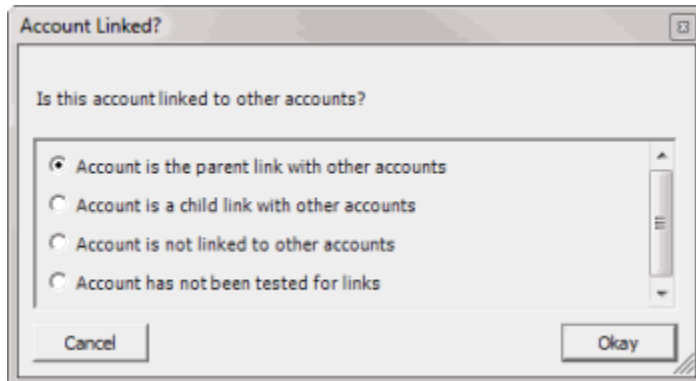 Account Linked?
Is this account linked to other accounts?
Account is the parent link with other accounts
Account is a child link with other accounts
Account is not linked to other accounts
Account has not been tested for links
Cancel
Okay